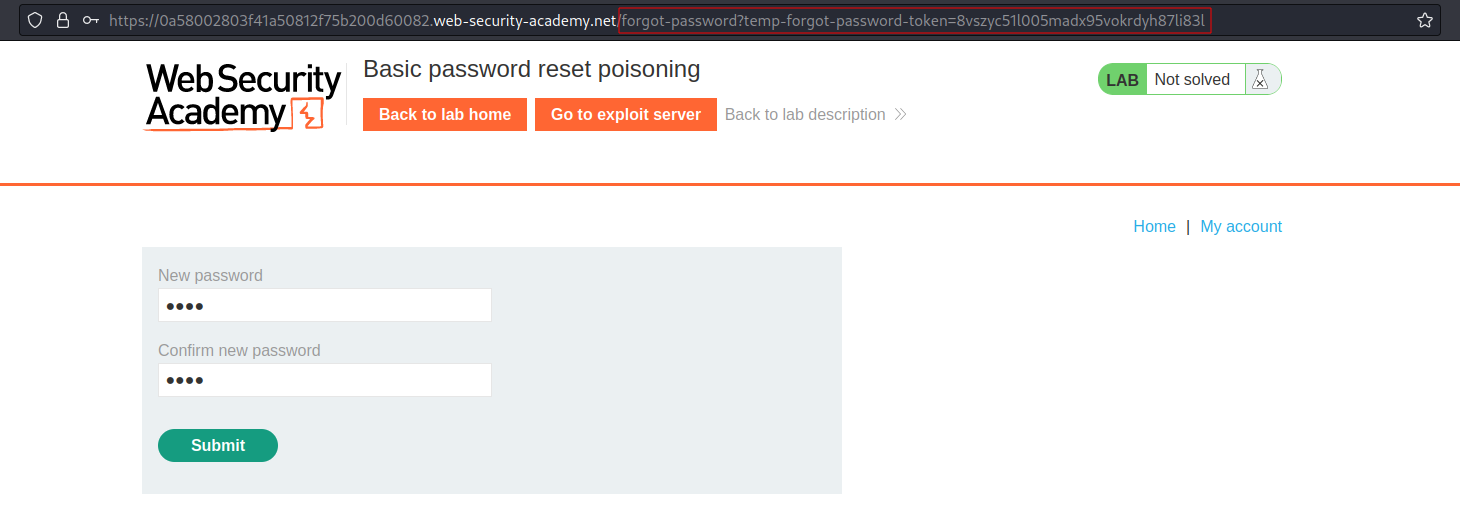 https://0a58002803f41a50812f75b200d60082.web-security-academy.net/forgot-password?temp-forgot-password-token=8vszyc51l005madx95vokrdyh87li83l
Web Security
Academy
Basic password reset poisoning
Back to lab home
Go to exploit server
Back to lab description
LAB
Not solved
Home | My account
New password
••••
Confirm new password
••••
Submit